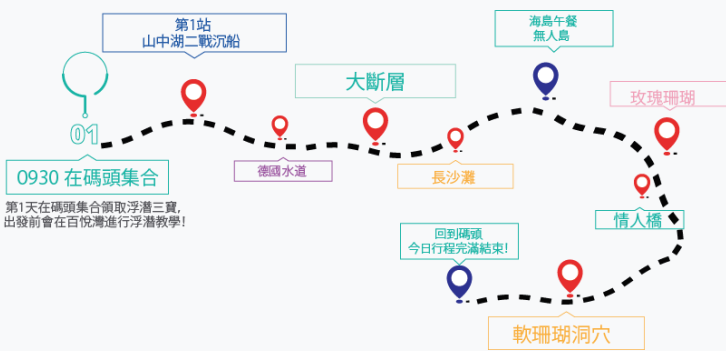 01
0930 在碼頭集合
第1天在碼頭集合領取浮潛三寶,
出發前會在百悅灣進行浮潛教學!
第1站
山中湖二戰沉船
德國水道
大斷層
長沙灘
海島午餐
無人島
玫瑰珊瑚
情人橋
軟珊瑚洞穴
回到碼頭
今日行程完滿結束!